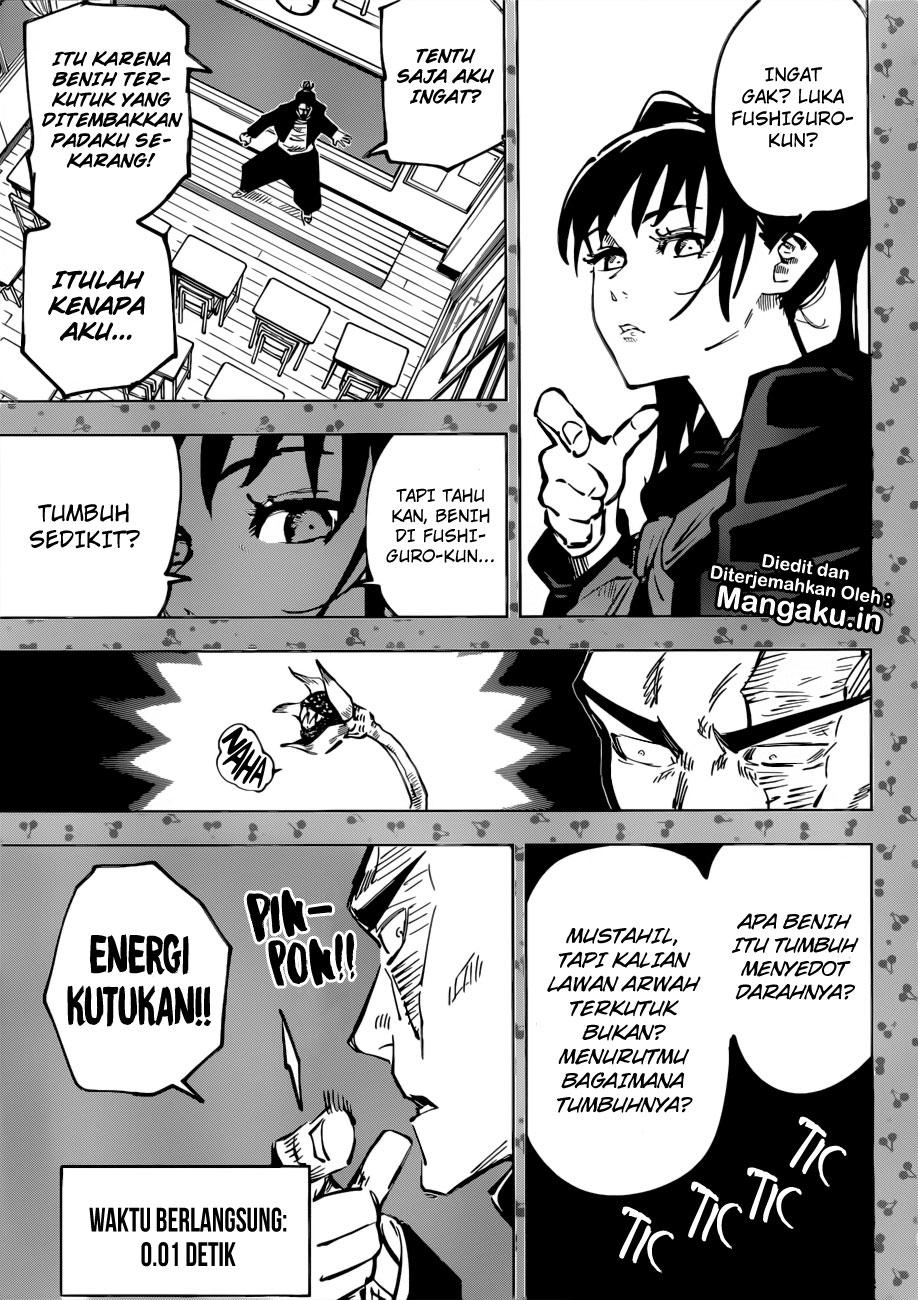 INGAT
GAK? LUKA
FUSHIGURO-
KUN?
TENTU
SAJA AKU
INGAT?
ITU KARENA
BENIH TER-
KUTUK YANG
DITEMBAKKAN
PADAKU SE-
KARANG!
ITULAH
KENAPA
AKU...
TAPI TAHU
KAN, BENIH
DI FUSHI-
GURO-KUN...
TUMBUH
SEDIKIT?
Diedit dan
Diterjemahkan Oleh :
Mangaku.in
NAHA
APA BENIH
ITU TUMBUH
MENYEDOT
DARAHNYA?
MUSTAHIL,
TAPI KALIAN
LAWAN ARWAH
TERKUTUK
BUKAN?
MENURUTMU
BAGAIMANA
TUMBUHNYA?
TIC
TIC
TIC
TIC
PIN-
PON!!
ENERGI
KUTUKAN!!
WAKTU BERLANGSUNG:
0.01 DETIK